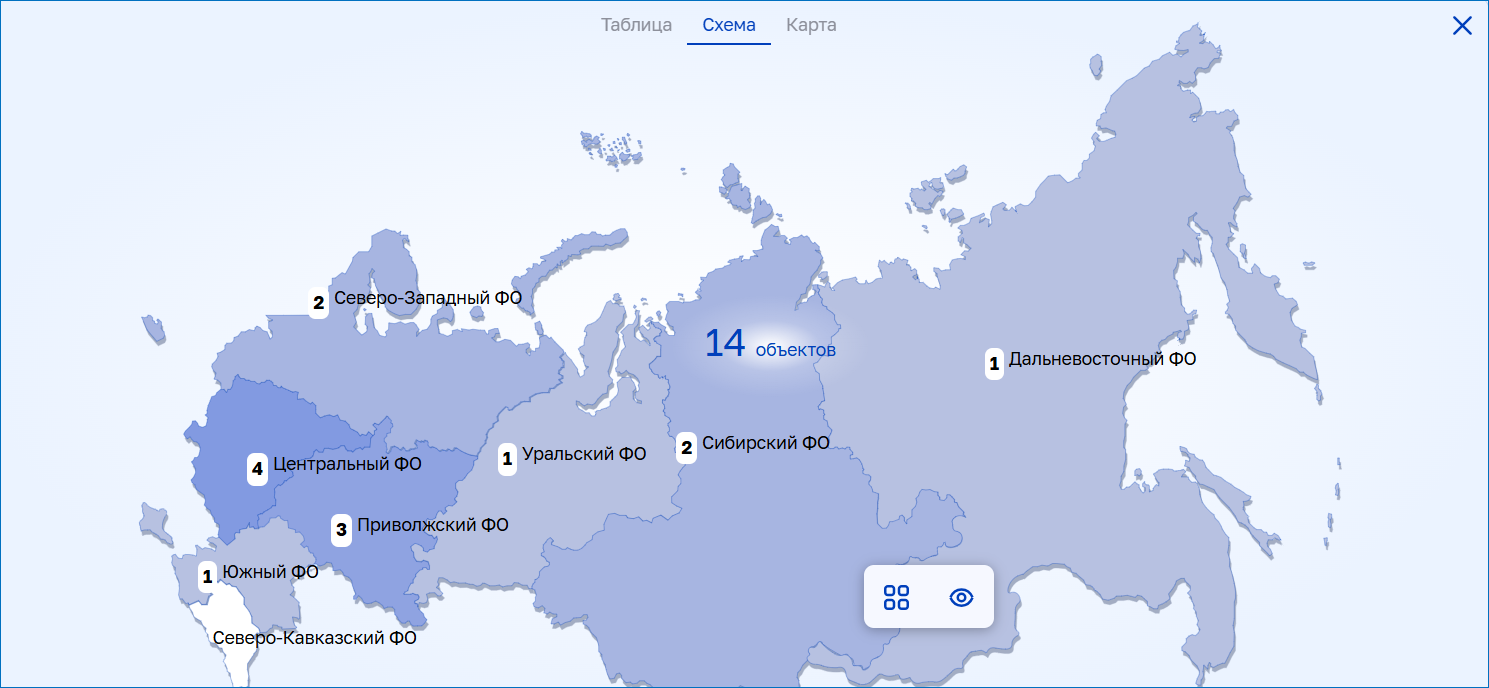 Таблица Схема Карта
2 Северо-Западный ФО
14 объектов
1 Дальневосточный ФО
2 Сибирский ФО
1 Уральский ФО
4 Центральный ФО
3 Приволжский ФО
1 Южный ФО
Северо-Кавказский ФО